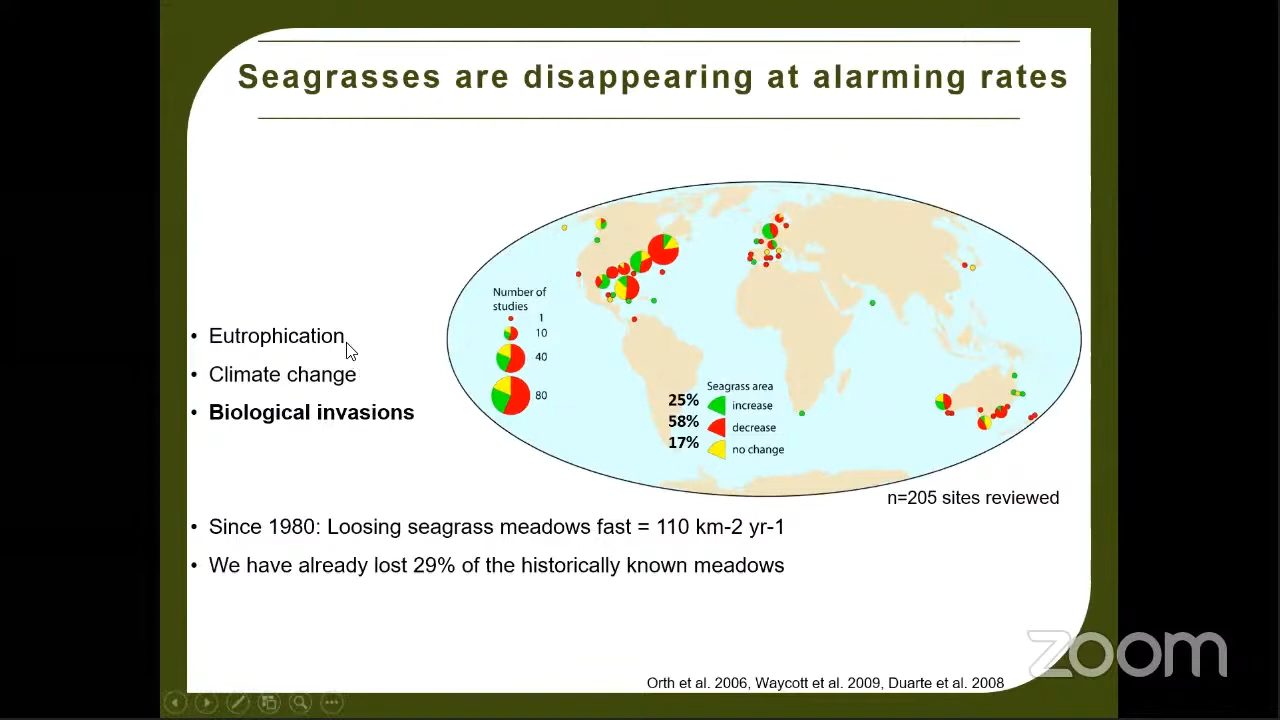 Seagrasses are disappearing at alarming rates
Number of
studies
1
10
40
80
Seagrass area
25% increase
58% decrease
17% no change
n=205 sites reviewed
• Eutrophication
• Climate change
• Biological invasions
• Since 1980: Loosing seagrass meadows fast = 110 km-2 yr-1
• We have already lost 29% of the historically known meadows
Orth et al. 2006, Waycott et al. 2009, Duarte et al. 2008
zoom